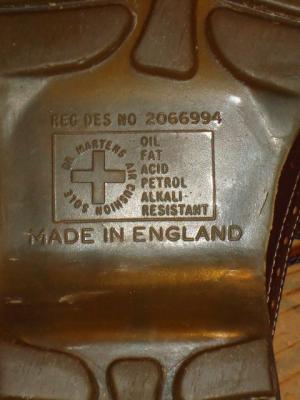 REG DES NO 2066994
DR MARTENS AIR CUSHION SOLE
OIL
FAT
ACID
PETROL
ALKALI
RESISTANT
MADE IN ENGLAND